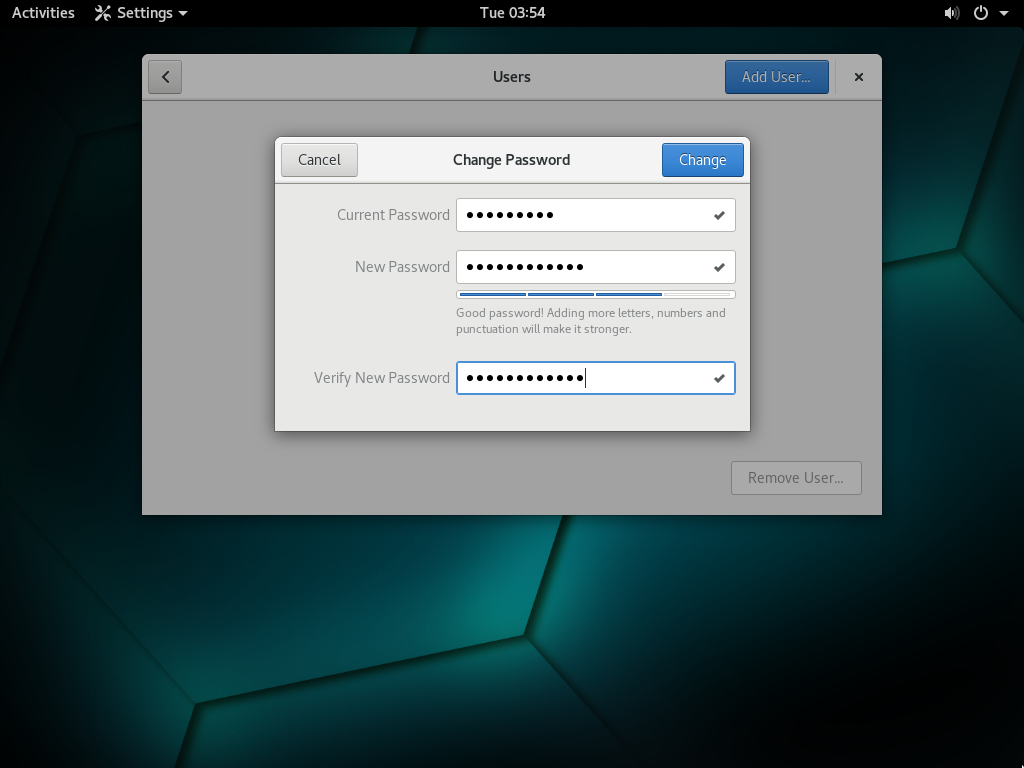 Activities Settings Tue 03:54
Users Add User...
Cancel Change Password Change
Current Password
New Password
Good password! Adding more letters, numbers and
punctuation will make it stronger.
Verify New Password
Remove User...